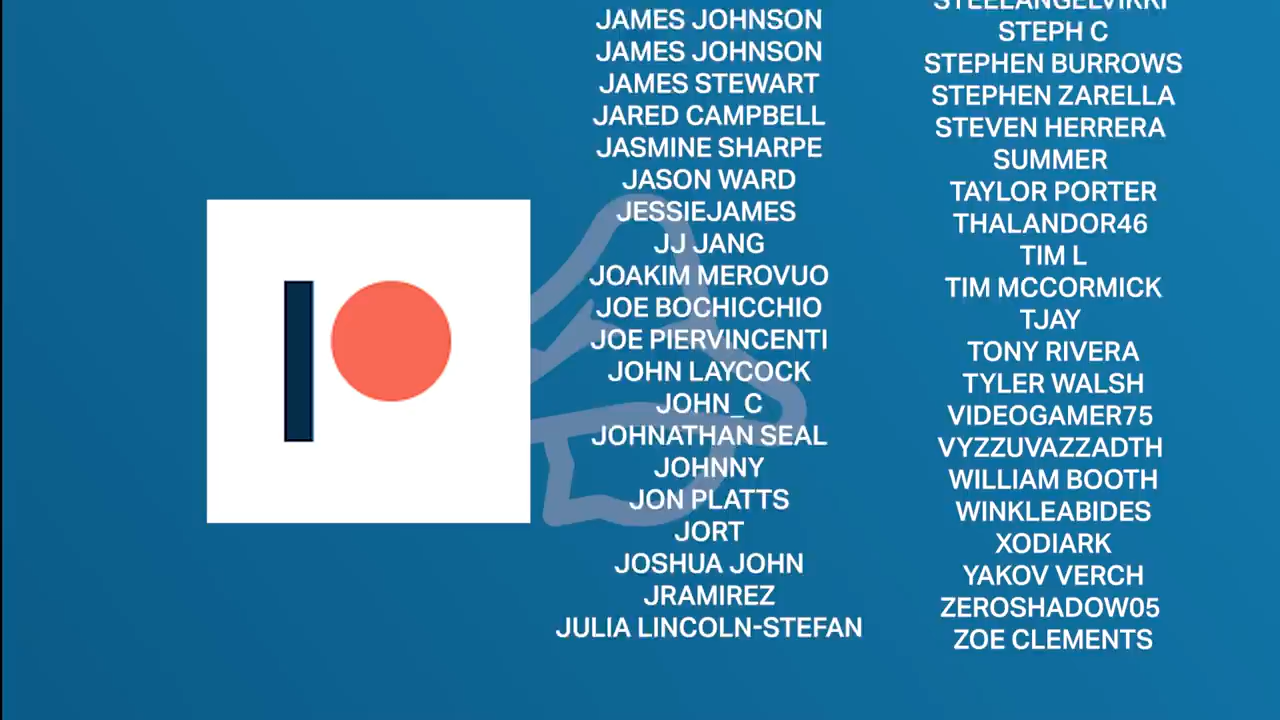 JAMES JOHNSON
JAMES JOHNSON
JAMES STEWART
JARED CAMPBELL
JASMINE SHARPE
JASON WARD
JESSIEJAMES
JJ JANG
JOAKIM MEROVUO
JOE BOCHICCHIO
JOE PIERVINCENTI
JOHN LAYCOCK
JOHN_C
JOHNATHAN SEAL
JOHNNY
JON PLATTS
JORT
JOSHUA JOHN
JRAMIREZ
JULIA LINCOLN-STEFAN
STEELANGELVIKKI
STEPH C
STEPHEN BURROWS
STEPHEN ZARELLA
STEVEN HERRERA
SUMMER
TAYLOR PORTER
THALANDOR46
TIM L
TIM MCCORMICK
TJAY
TONY RIVERA
TYLER WALSH
VIDEOGAMER75
VYZZUVAZZADTH
WILLIAM BOOTH
WINKLEABIDES
XODIARK
YAKOV VERCH
ZEROSHADOW05
ZOE CLEMENTS